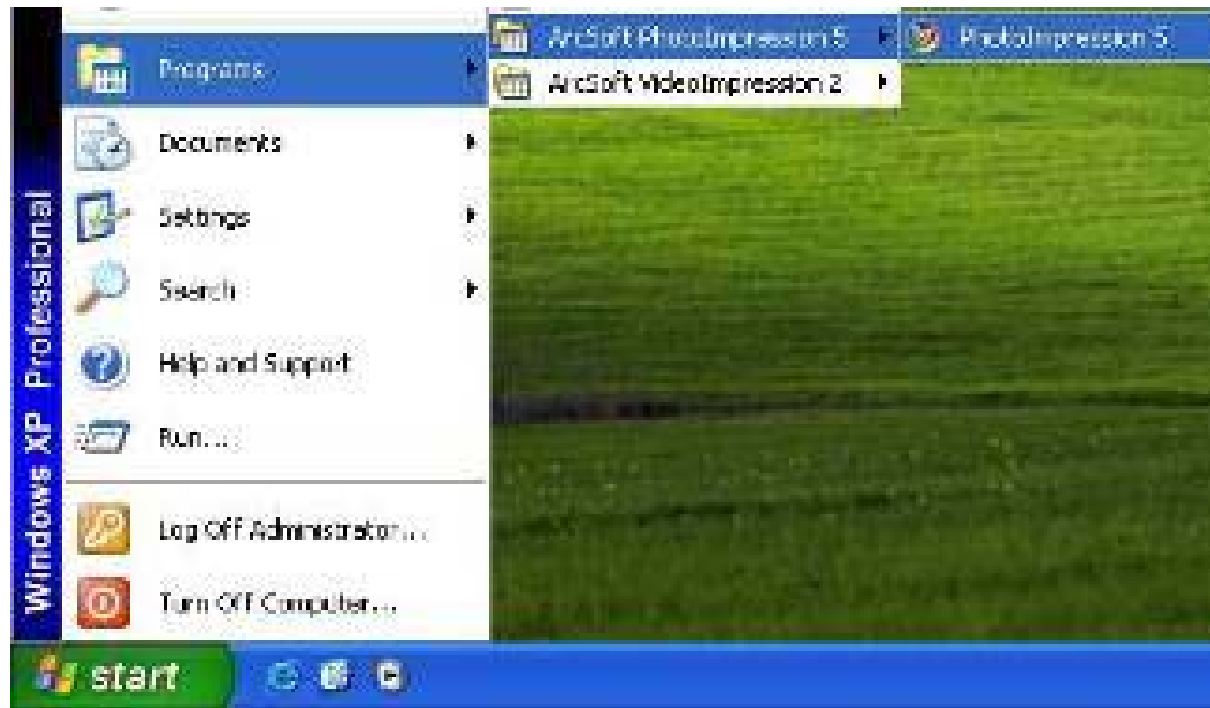 ArcSoft PhotoImpression 5
PhotoImpression 5
ArcSoft VideoImpression 2
Programs
Documents
Settings
Search
Help and Support
Run...
Log Off Administrator...
Turn Off Computer...
Windows XP Professional
start